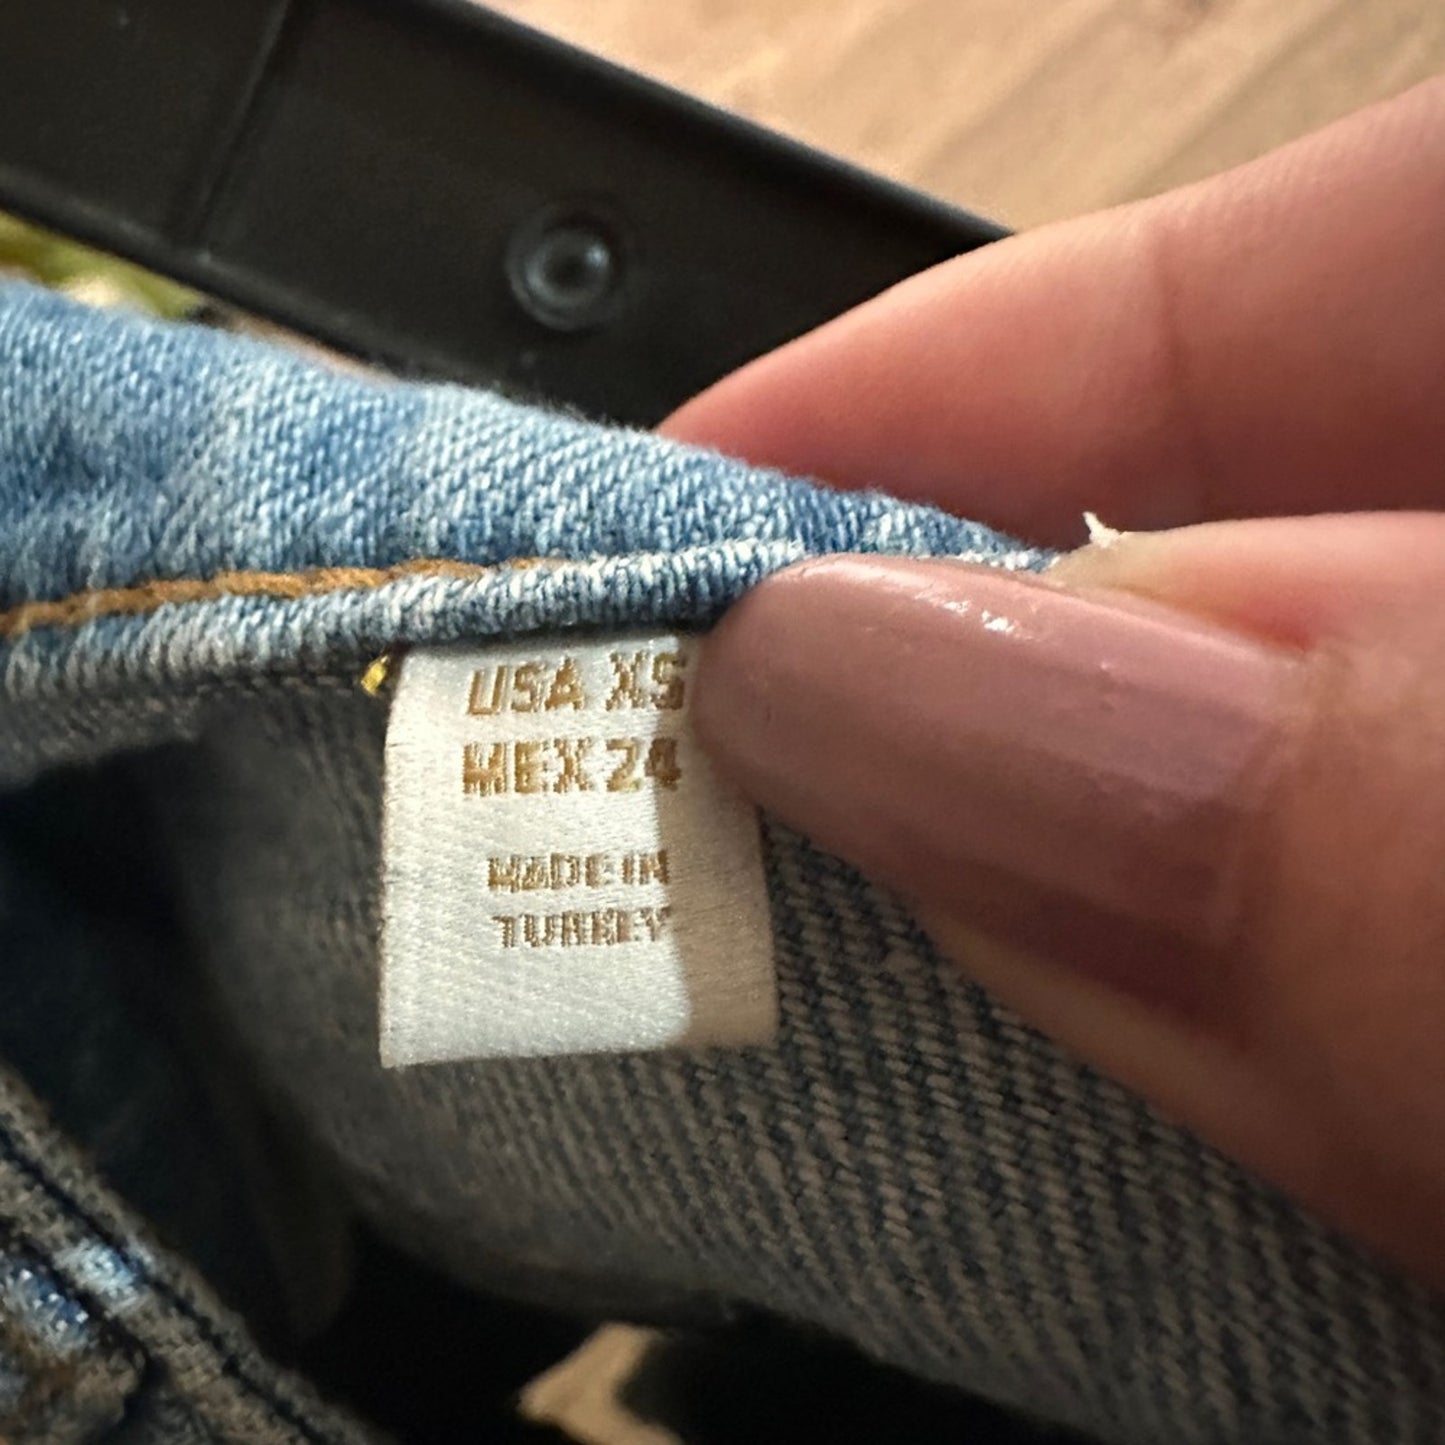 USA XS
MEX 24
MADE IN
TURKEY